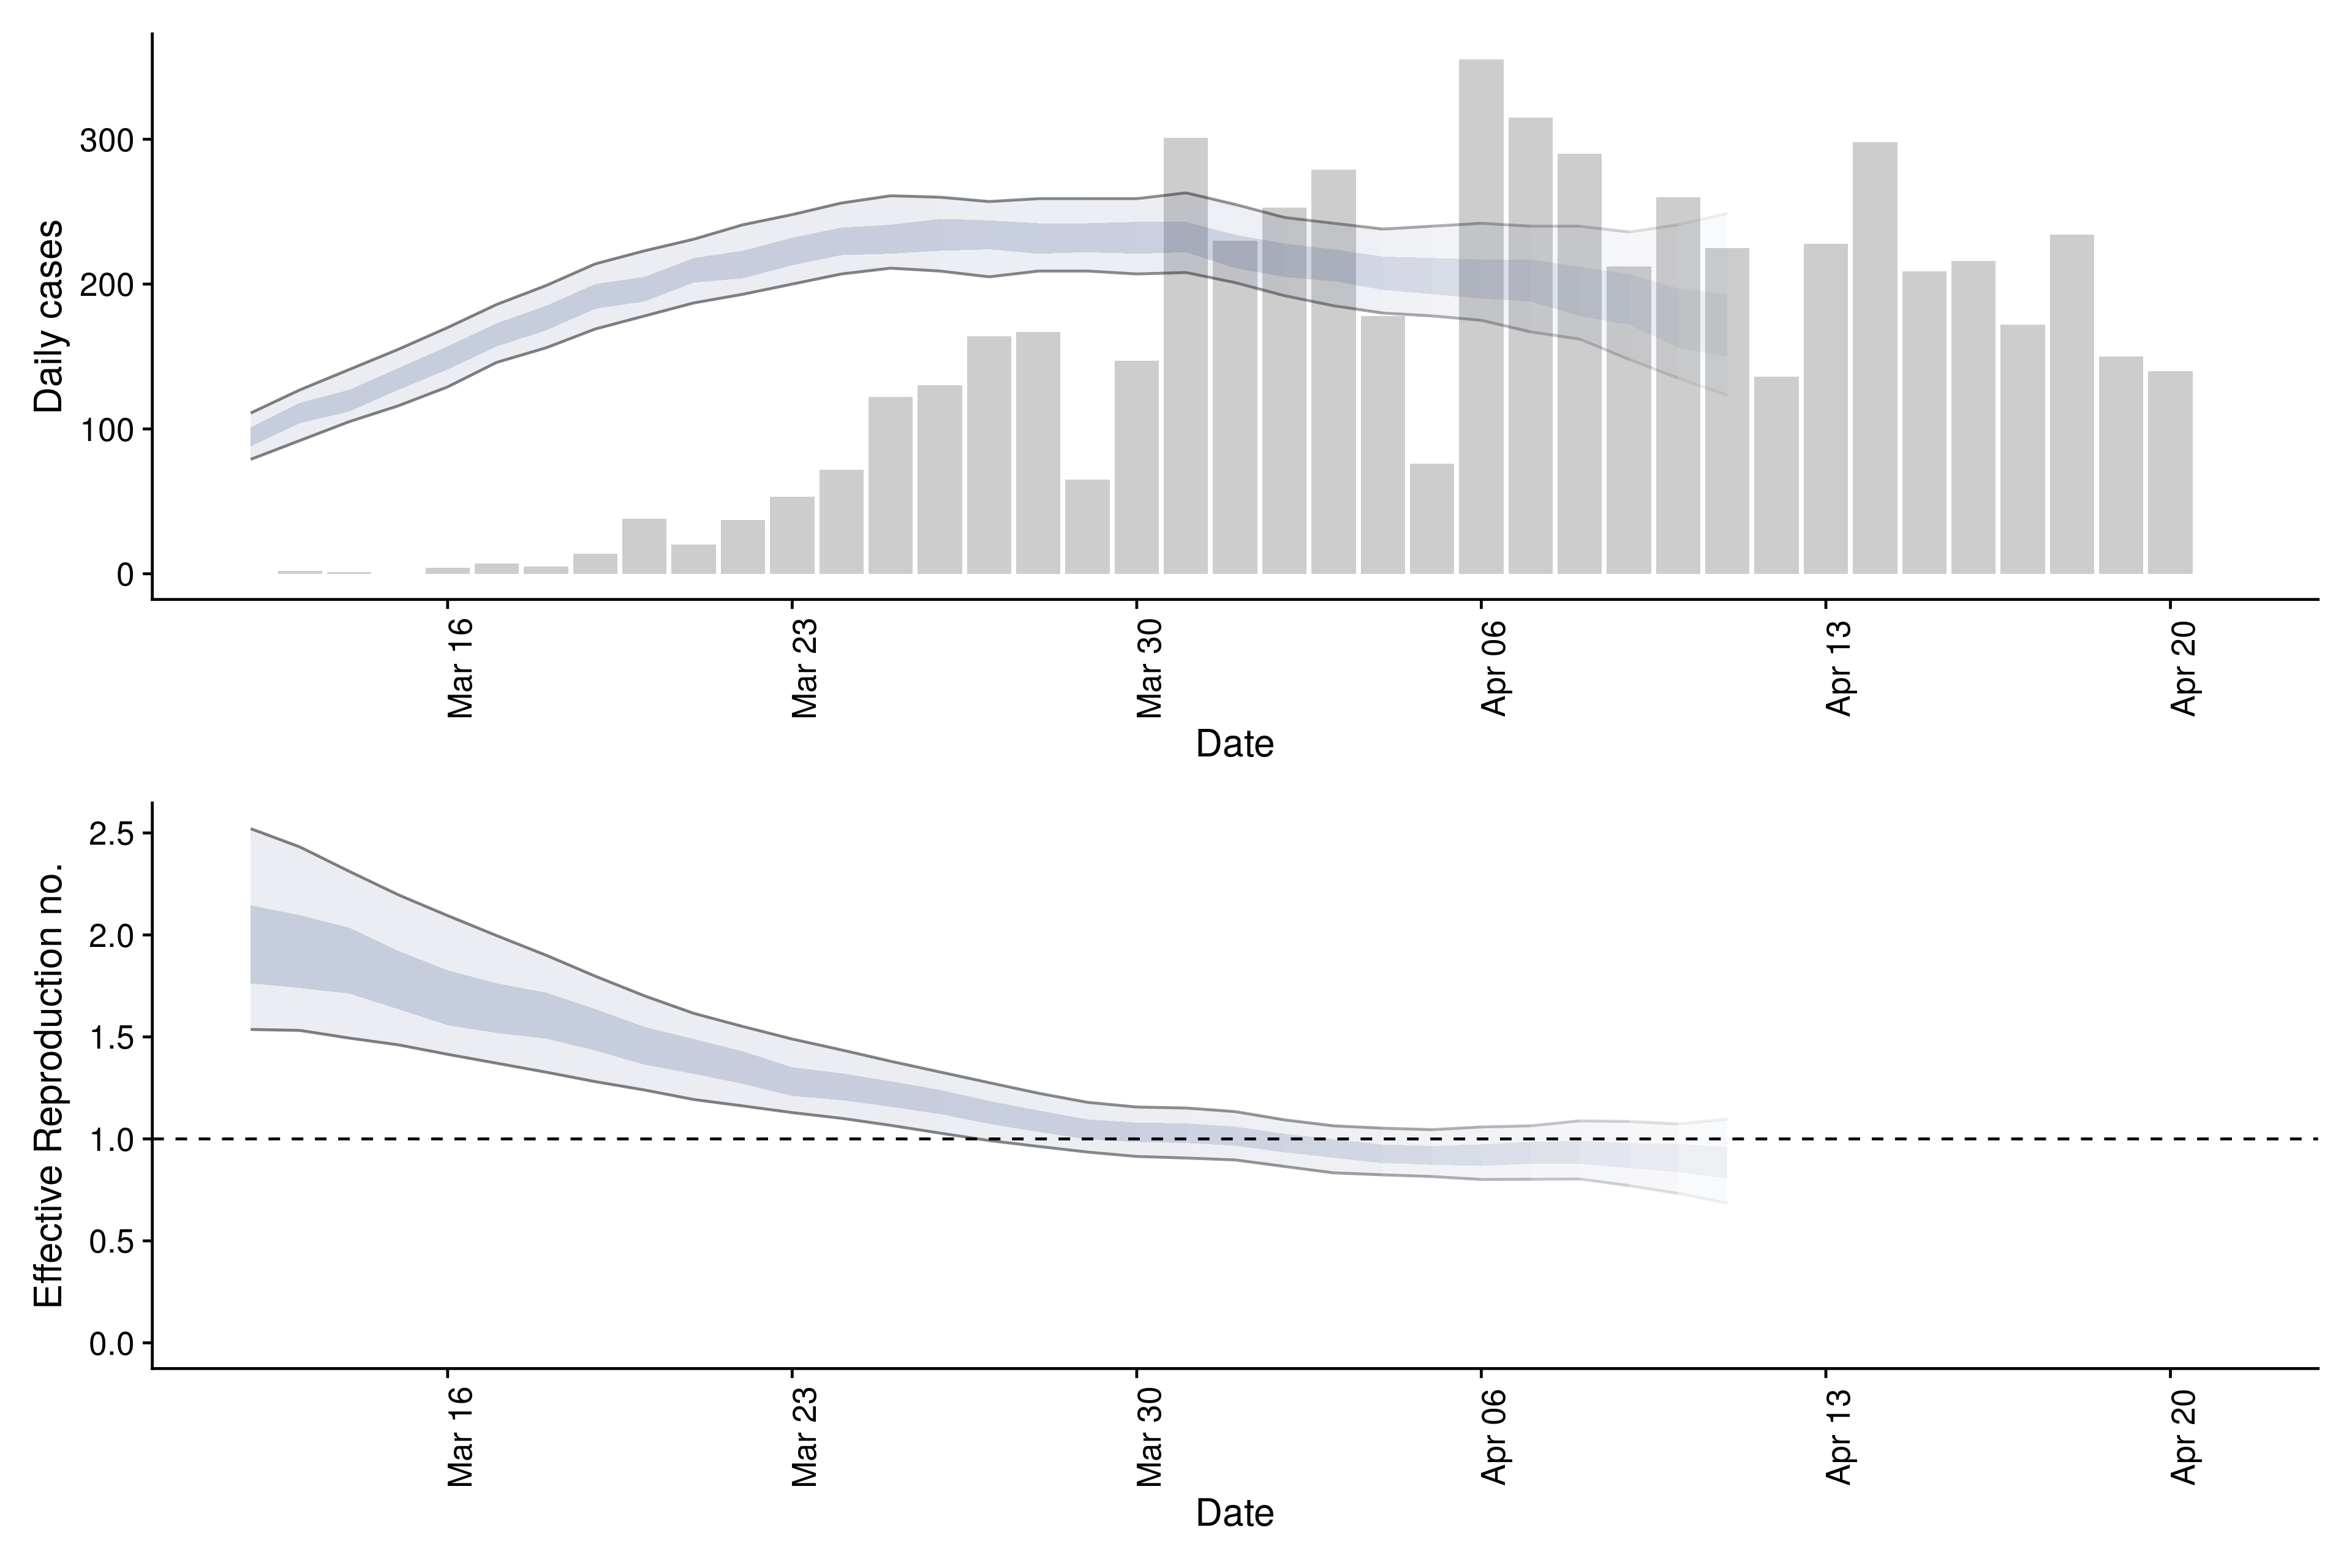 Daily cases
300
200
100
0
Mar 16
Mar 23
Mar 30
Apr 06
Apr 13
Apr 20
Date
Effective Reproduction no.
2.5
2.0
1.5
1.0
0.5
0.0
Mar 16
Mar 23
Mar 30
Apr 06
Apr 13
Apr 20
Date